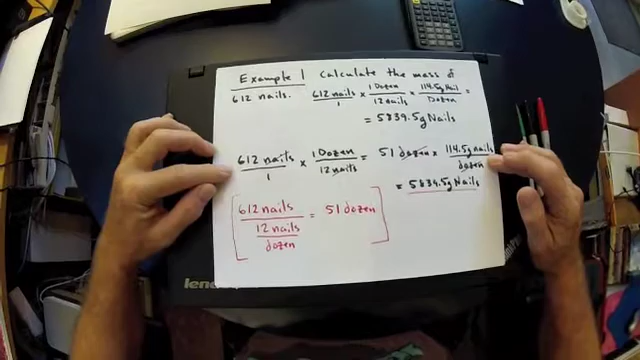 Example 1 Calculate the mass of
612 nails. 612 nails/1 x 1 Dozen/12 nails x 114.5g Nail/Dozen =
= 5839.5g Nails
612 nails/1 x 1 Dozen/12 nails = 51 dozen x 114.5g nails/dozen
= 5839.5g Nails
[612 nails/12 nails/dozen = 51 dozen]
lenovo